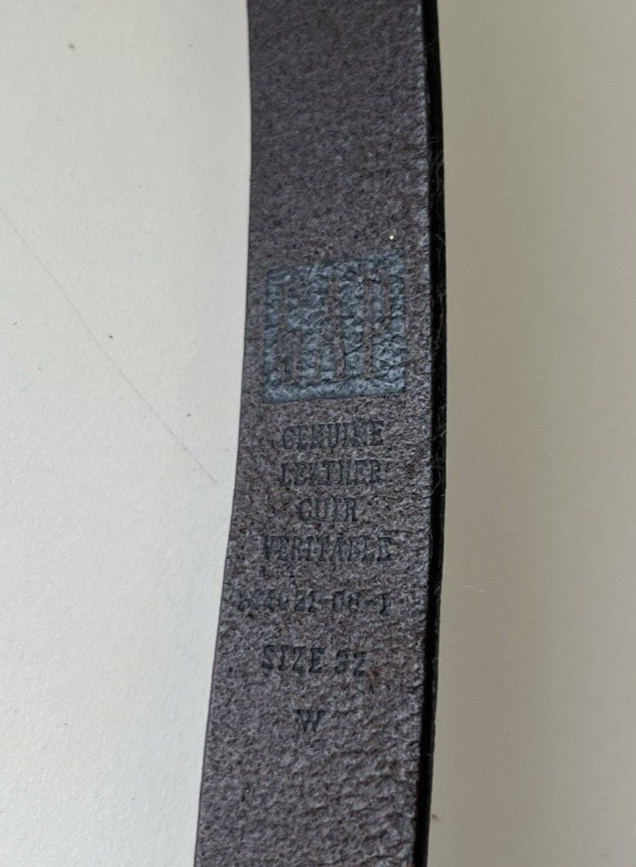 GAP
GENUINE
LEATHER
CUIR
VERITABLE
SIZE 32
W